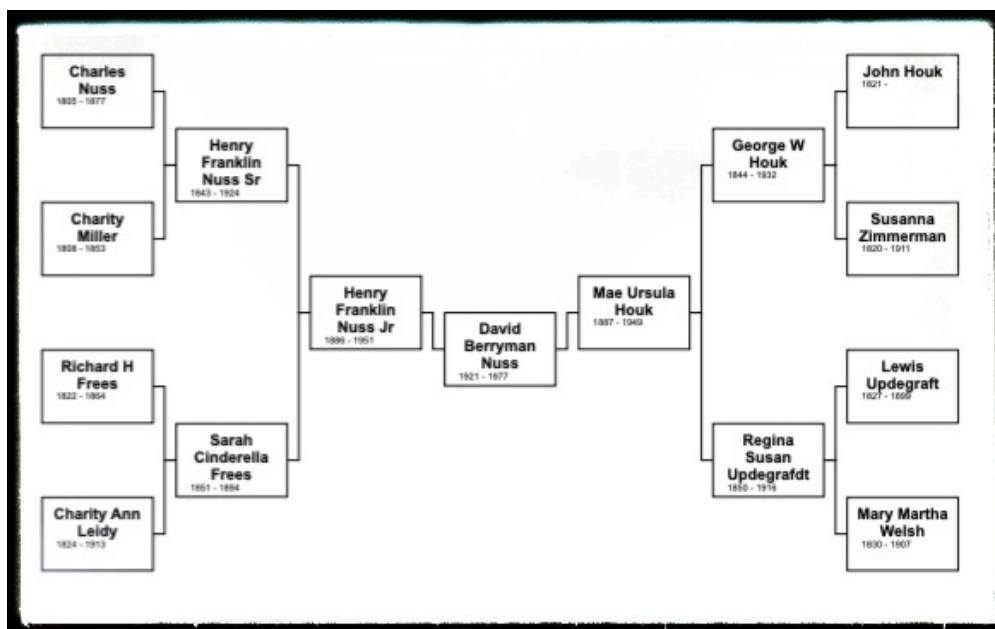 Charles
Nuss
1805 - 1877
Henry
Franklin
Nuss Sr
1843 - 1924
Charity
Miller
1808 - 1853
Henry
Franklin
Nuss Jr
1886 - 1951
Richard H
Frees
1822 - 1864
Sarah
Cinderella
Frees
1851 - 1894
Charity Ann
Leidy
1824 - 1913
David
Berryman
Nuss
1921 - 1977
Mae Ursula
Houk
1887 - 1949
John Houk
1821 -
George W
Houk
1844 - 1932
Susanna
Zimmerman
1820 - 1911
Lewis
Updegraft
1827 - 1899
Regina
Susan
Updegrafdt
1850 - 1916
Mary Martha
Welsh
1830 - 1907